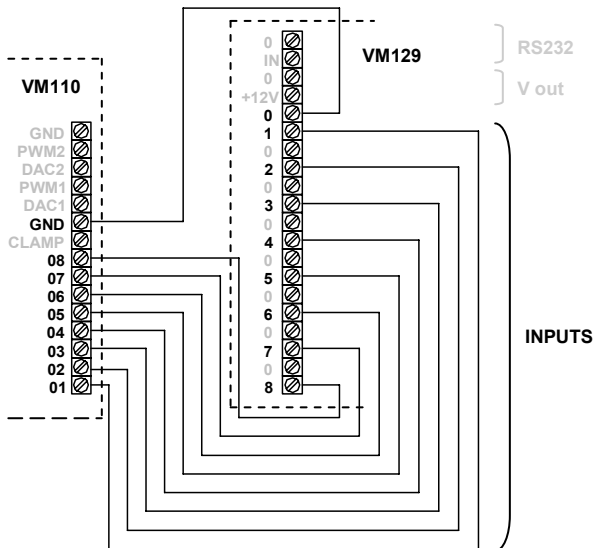 VM110
GND
PWM2
DAC2
PWM1
DAC1
GND
CLAMP
08
07
06
05
04
03
02
01
VM129
0
IN
0
+12V
0
1
0
2
0
3
0
4
0
5
0
6
0
7
0
8
RS232
V out
INPUTS